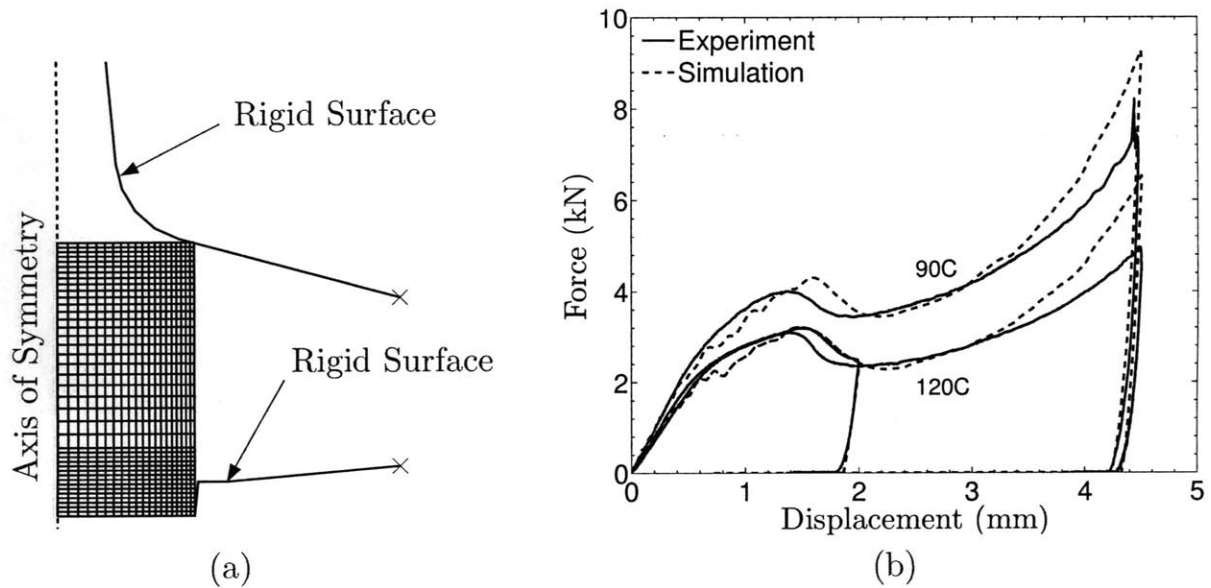 Rigid Surface
Rigid Surface
Axis of Symmetry
(a)
10
8
6
4
2
0
Force (kN)
Experiment
Simulation
90C
120C
0 1 2 3 4 5
Displacement (mm)
(b)